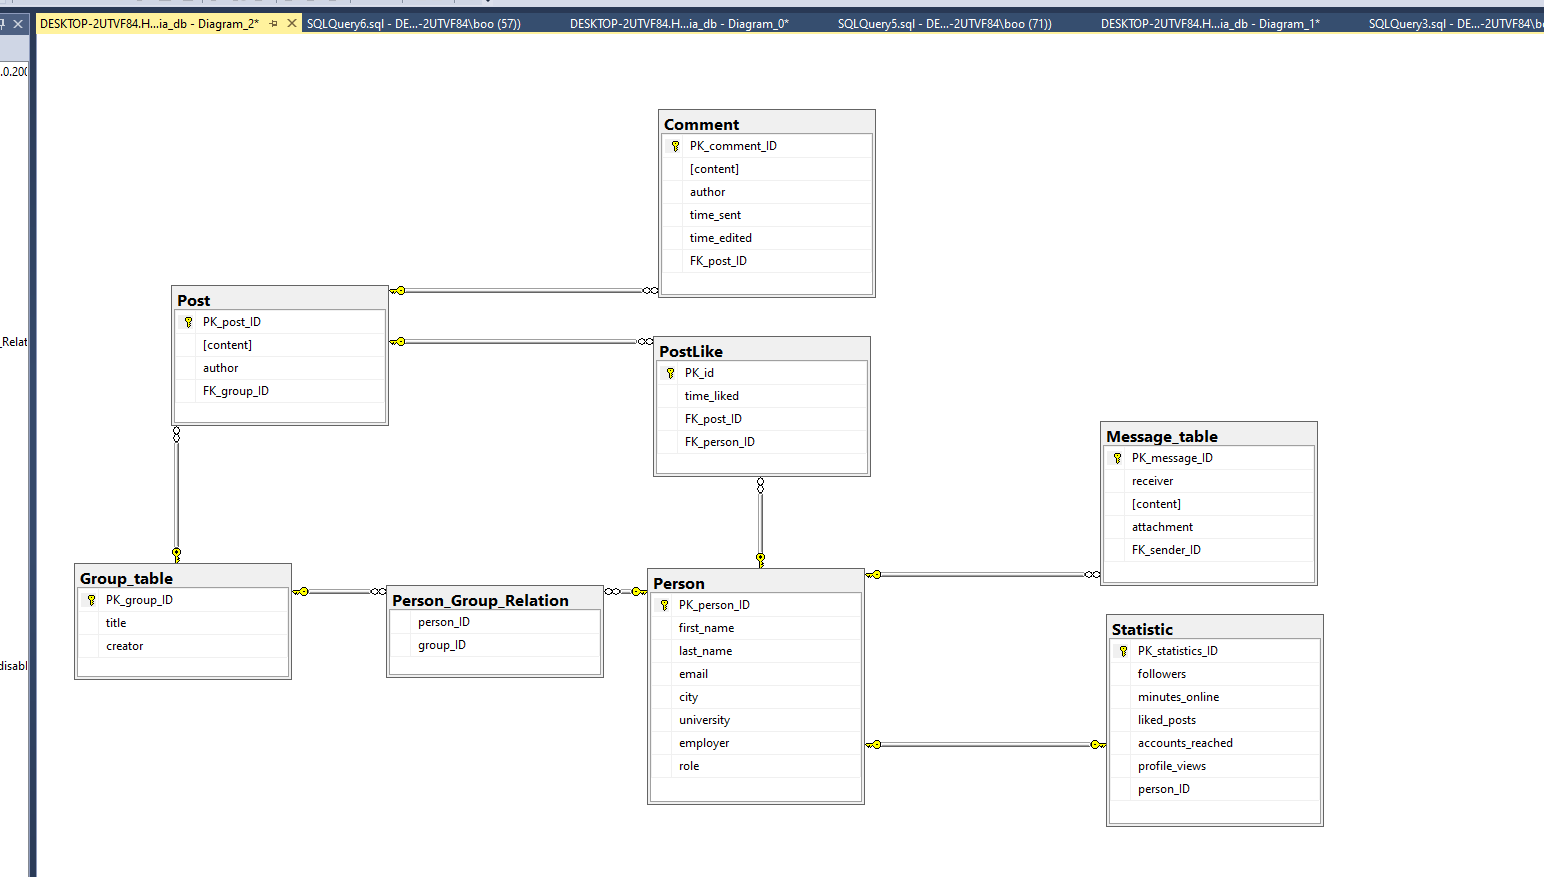 DESKTOP-2UTVF84.H...ia_db - Diagram_2*
SQLQuery6.sql - DE...-2UTVF84\boo (57))
DESKTOP-2UTVF84.H...ia_db - Diagram_0*
SQLQuery5.sql - DE...-2UTVF84\boo (71))
DESKTOP-2UTVF84.H...ia_db - Diagram_1*
SQLQuery3.sql - DE...-2UTVF84\b
.0.200
_Relat
disabl
Comment
PK_comment_ID
[content]
author
time_sent
time_edited
FK_post_ID
Post
PK_post_ID
[content]
author
FK_group_ID
PostLike
PK_id
time_liked
FK_post_ID
FK_person_ID
Message_table
PK_message_ID
receiver
[content]
attachment
FK_sender_ID
Group_table
PK_group_ID
title
creator
Person_Group_Relation
person_ID
group_ID
Person
PK_person_ID
first_name
last_name
email
city
university
employer
role
Statistic
PK_statistics_ID
followers
minutes_online
liked_posts
accounts_reached
profile_views
person_ID